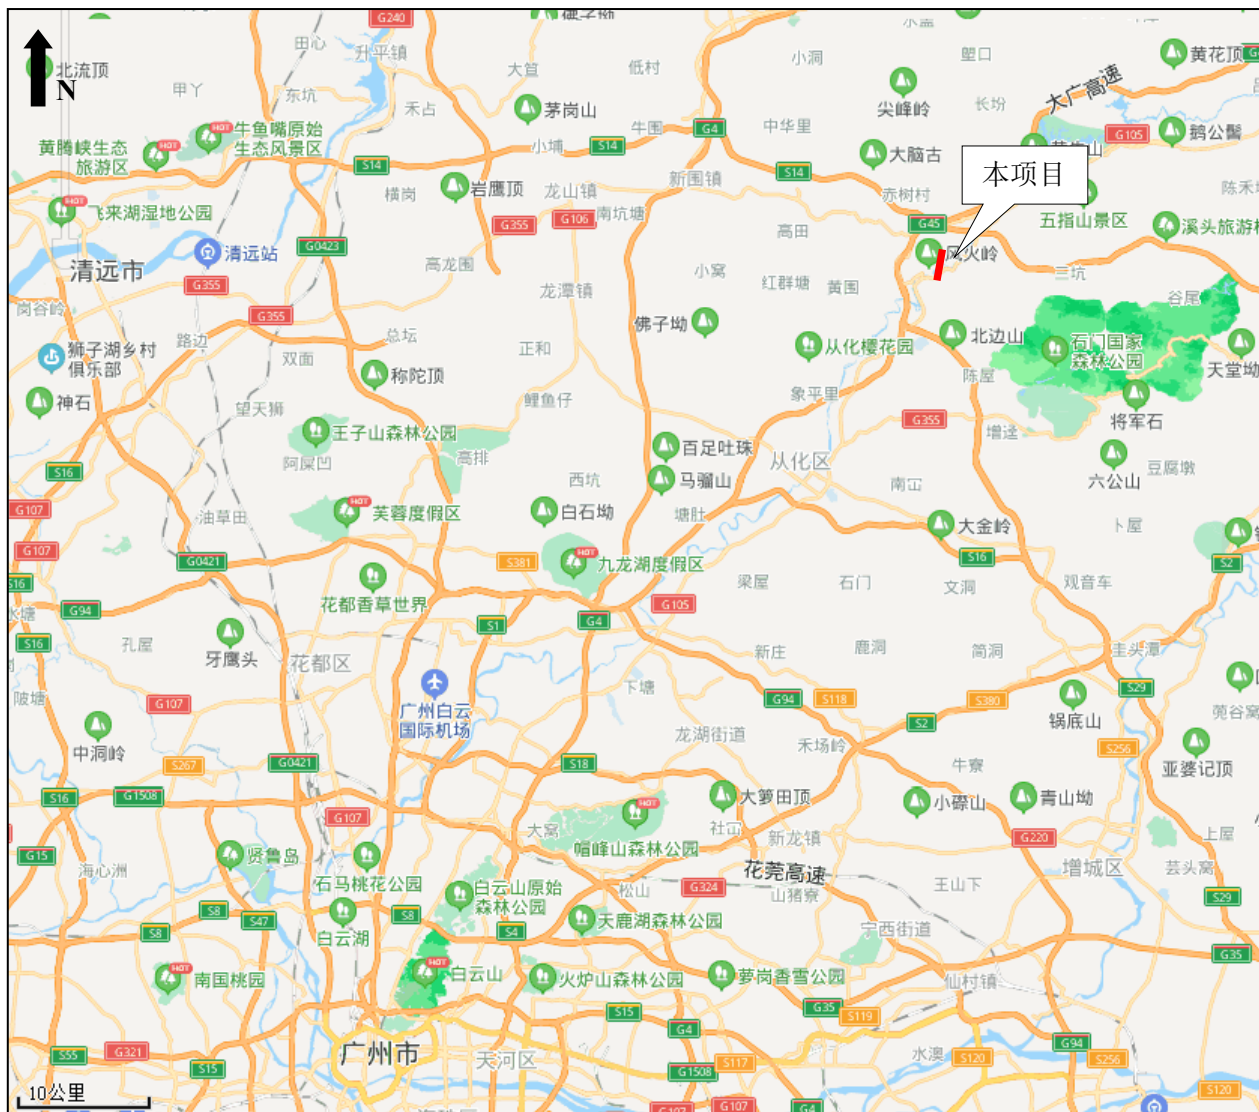 G240
田心
升平镇
小洞
塱口
黄花顶
北流顶
N
甲丫
东坑
大笪
低村
禾占
茅岗山
尖峰岭
长坋
大广高速
牛鱼嘴原始
生态风景区
HOT
黄腾峡生态
旅游区
HOT
小埔
牛围
S14
G4
中华里
G105
鹅公髻
大脑古
本项目
S14
S14
横岗
岩鹰顶
龙山镇
新围镇
赤树村
飞来湖湿地公园
HOT
G355
G106
南坑塘
G45
五指山景区
高田
清远站
G0423
风火岭
清远市
高龙围
小窝
红群塘
黄围
三坑
G355
龙潭镇
谷尾
岗谷岭
G355
佛子坳
路边
总坛
从化樱花园
北边山
石门国家
森林公园
天堂坳
狮子湖乡村
俱乐部
双面
正和
称陀顶
陈屋
神石
望天狮
鲤鱼仔
象平里
G355
将军石
王子山森林公园
增迳
阿屎凹
高排
百足吐珠
从化区
六公山
豆腐墩
S16
西坑
马骝山
南㘵
G107
油草田
芙蓉度假区
HOT
白石坳
塘肚
大金岭
卜屋
G107
G0421
S381
九龙湖度假区
HOT
S16
S2
S16
花都香草世界
梁屋
石门
文洞
观音车
G94
G105
S1
G4
S16
孔屋
牙鹰头
花都区
新庄
鹿洞
简洞
圭头潭
陂塘
广州白云
国际机场
下塘
G94
S118
S380
S29
G107
锅底山
中洞岭
龙湖街道
禾场岭
S2
S256
G0421
S18
S267
牛寮
亚婆记顶
S16
G1508
大箩田顶
小磜山
青山坳
G107
大窝
HOT
帽峰山森林公园
社㘵
新龙镇
G220
上屋
G15
海心洲
贤鲁岛
石马桃花公园
花莞高速
增城区
芸头窝
白云山原始
森林公园
松山
G324
山猪寮
王山下
S29
S8
S47
S8
白云湖
S4
天鹿湖森林公园
宁西街道
S8
G35
南国桃园
HOT
白云山
HOT
火炉山森林公园
萝岗香雪公园
仙村镇
S15
G35
S119
G4
广州市
天河区
水澳
G94
S55
G321
S15
G1508
S117
S120
S256
10公里
S120
G107
G107
G4